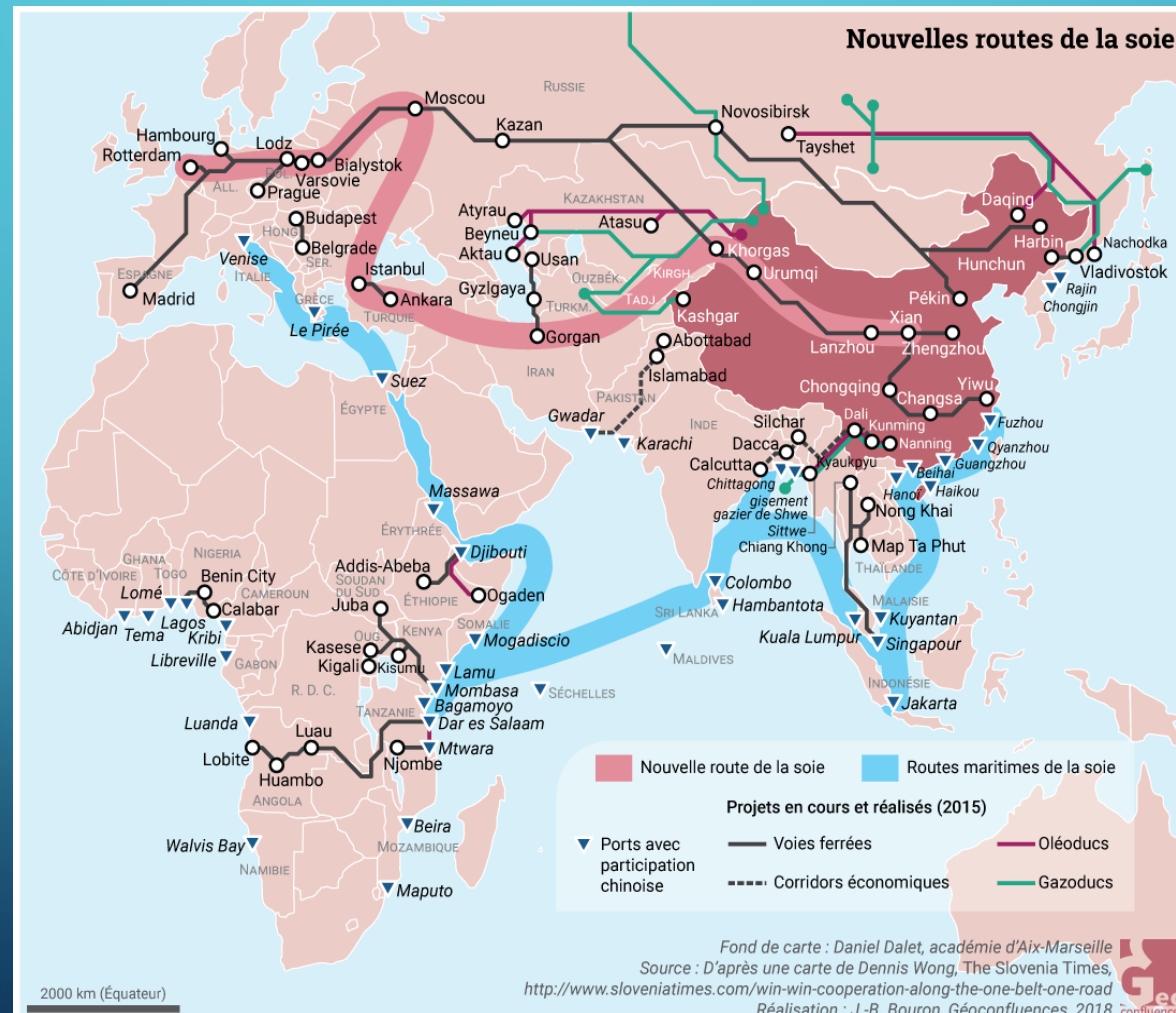 Nouvelles routes de la soie
RUSSIE
Moscou
Kazan
Novosibirsk
Tayshet
Hambourg
Rotterdam
Lodz
Bialystok
Varsovie
ALL.
POL.
Prague
Budapest
HONG.
Belgrade
SER.
Venise
ITALIE
ESPAGNE
Madrid
GRÈCE
Le Pirée
Istanbul
Ankara
TURQUIE
KAZAKHSTAN
Atyrau
Beyneu
Aktau
Atasu
Usan
Gyzlgaya
Gorgan
OUZBÉK.
TURKM.
KIRGH.
TADJ.
Khorgas
Urumqi
Kashgar
Daqing
Harbin
Hunchun
Nachodka
Vladivostok
Rajin
Chongjin
Pékin
Xian
Lanzhou
Zhengzhou
Chongqing
Changsa
Yiwu
Abottabad
Islamabad
IRAN
PAKISTAN
Gwadar
Karachi
INDE
Suez
ÉGYPTE
Silchar
Dacca
Calcutta
Chittagong
gisement
gazier de Shwe
Sittwe
Chiang Khong
Dali
Kunming
Nanning
Kyaukpyu
Fuzhou
Qyanzhou
Guangzhou
Beihai
Hanoï
Haikou
Nong Khai
Map Ta Phut
THAÏLANDE
Massawa
ÉRYTHRÉE
Djibouti
Addis-Abeba
SOUDAN
DU SUD
ÉTHIOPIE
Ogaden
Juba
SOMALIE
Mogadiscio
OUG.
KENYA
Kasese
Kigali
Kisumu
Lamu
Mombasa
Bagamoyo
TANZANIE
Dar es Salaam
Mtwara
Njombe
NIGERIA
GHANA
TOGO
CÔTE D'IVOIRE
Benin City
CAMEROUN
Lomé
Calabar
Lagos
Abidjan
Tema
Kribi
Libreville
GABON
R. D. C.
Luanda
Lobite
Luau
Huambo
ANGOLA
Walvis Bay
NAMIBIE
Beira
MOZAMBIQUE
Maputo
Colombo
SRI LANKA
Hambantota
MALDIVES
SÉCHELLES
MALAISIE
Kuyantan
Kuala Lumpur
Singapour
INDONÉSIE
Jakarta
Nouvelle route de la soie
Routes maritimes de la soie
Projets en cours et réalisés (2015)
Ports avec
participation
chinoise
Voies ferrées
Oléoducs
Corridors économiques
Gazoducs
Fond de carte : Daniel Dalet, académie d'Aix-Marseille
Source : D'après une carte de Dennis Wong, The Slovenia Times,
http://www.sloveniatimes.com/win-win-cooperation-along-the-one-belt-one-road
Réalisation : J.-B. Bouron, Géoconfluences, 2018
2000 km (Équateur)